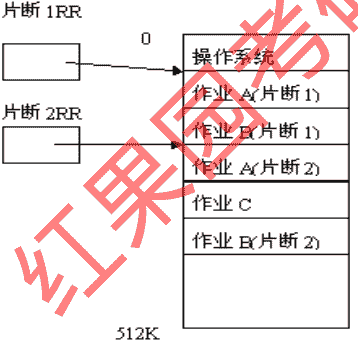 片断 1RR
0
操作系统
作业 A(片断 1)
片断 2RR
作业 B(片断 1)
作业 A(片断 2)
作业 C
作业 B(片断 2)
512K
红果园考